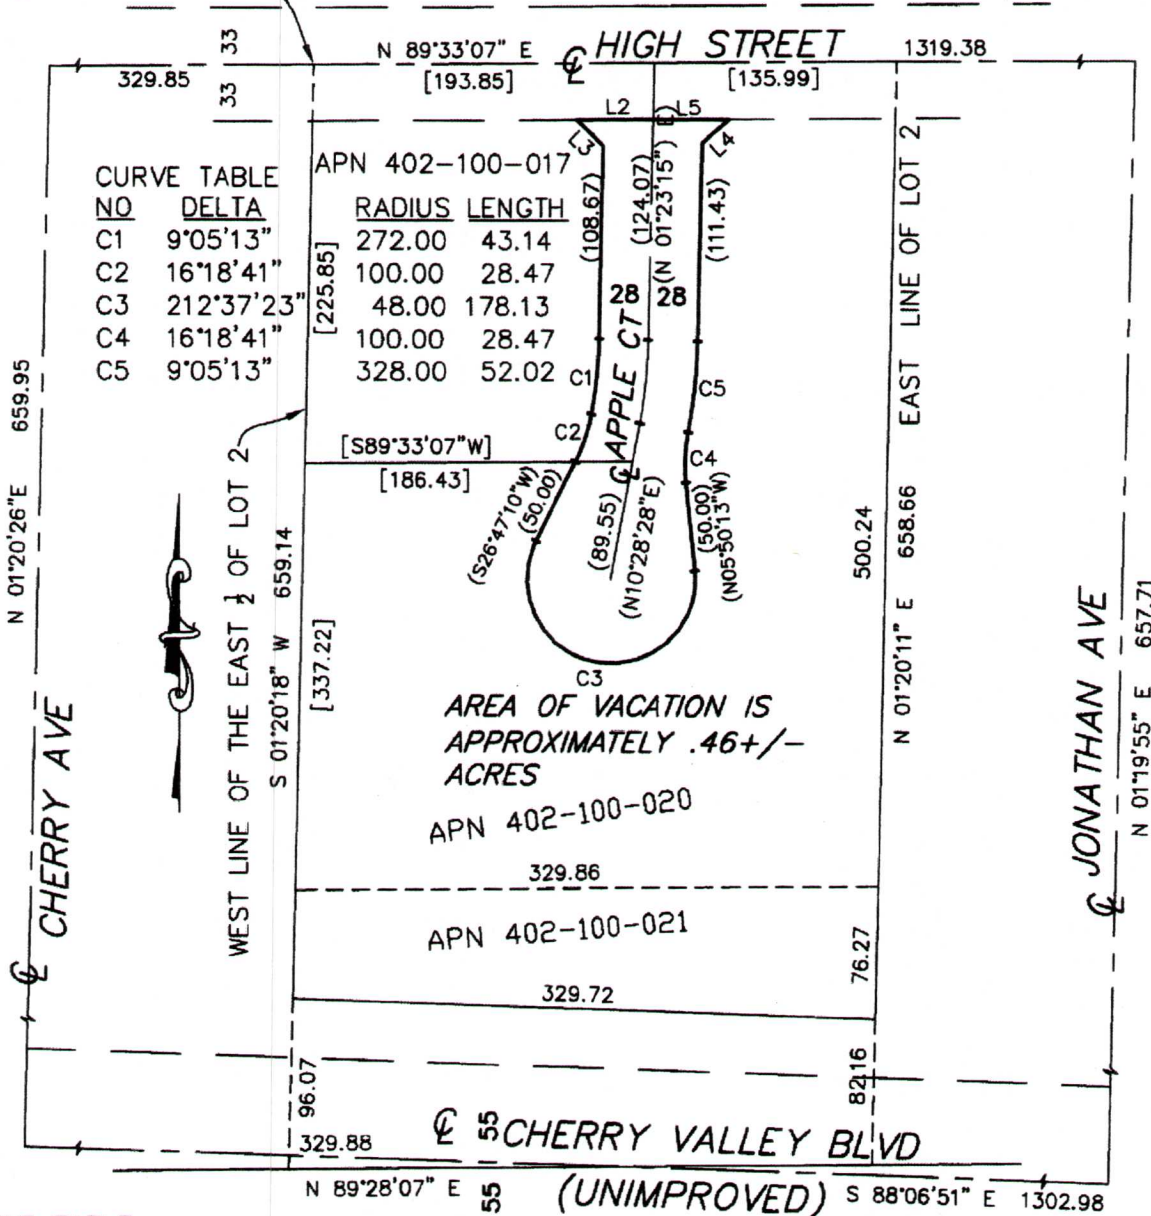 33
N 89°33'07" E
℄ HIGH STREET
1319.38
329.85
[193.85]
[135.99]
33
L2
L5
L3
L4
APN 402-100-017
CURVE TABLE
NO DELTA RADIUS LENGTH
C1 9°05'13" 272.00 43.14
C2 16°18'41" 100.00 28.47
C3 212°37'23" 48.00 178.13
C4 16°18'41" 100.00 28.47
C5 9°05'13" 328.00 52.02
[225.85]
(108.67)
(124.07)
(N 01°23'15" E)
(111.43)
28 28
℄ APPLE CT
C1
C5
C2
C4
[S89°33'07"W]
[186.43]
(S26°47'10"W)
(50.00)
(89.55)
(N10°28'28"E)
(50.00)
(N05°50'13"W)
C3
EAST LINE OF LOT 2
500.24
N 01°20'11" E 658.66
N 01°20'26"E 659.95
WEST LINE OF THE EAST ½ OF LOT 2
S 01°20'18" W 659.14
[337.22]
℄ CHERRY AVE
℄ JONATHAN AVE
N 01°19'55" E 657.71
AREA OF VACATION IS
APPROXIMATELY .46+/-
ACRES
APN 402-100-020
329.86
APN 402-100-021
76.27
329.72
96.07
82.16
329.88
℄ 55 CHERRY VALLEY BLVD
N 89°28'07" E
55
(UNIMPROVED)
S 88°06'51" E 1302.98